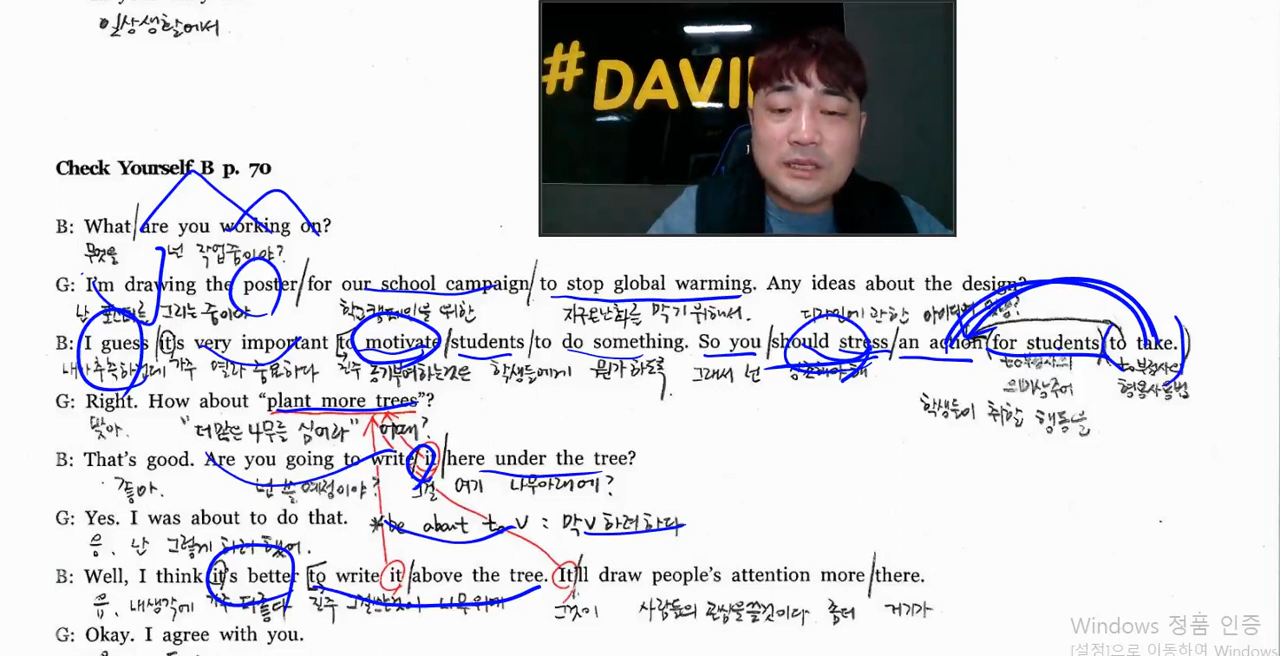 일상생활에서
#DAVI
Check Yourself B p. 70
B: What are you working on?
무엇을 넌 작업중이야?
G: I'm drawing the poster for our school campaign to stop global warming. Any ideas about the design?
난 포스터를 그리는 중이야 학교캠페인을 위한 지구온난화를 막기위해서. 디자인에 관한
B: I guess it's very important to motivate students to do something. So you should stress an action for students to take.
가주 중요하다 진주 동기부여하는것은 학생들에게 뭔가 하도록. 그래서 넌 강조해야해
to부정사의 to부정사의
의미상주어 형용사용법
학생들이 취할 행동을
G: Right. How about “plant more trees”?
맞아. “더많은 나무를 심어라” 어때?
B: That's good. Are you going to write it here under the tree?
좋아. 넌 쓸 예정이야? 그걸 여기 나무아래에?
G: Yes. I was about to do that. *be about to V : 막 V 하려하다
응, 난 그렇게 하려 했어.
B: Well, I think it's better to write it above the tree. It'll draw people's attention more there.
음, 내생각에 가주 더좋다 진주 그걸쓰는것이 나무위에 그것이 사람들의 관심을끌것이다 좀더 거기가
G: Okay. I agree with you.
Windows 정품 인증
[설정]으로 이동하여 Windows